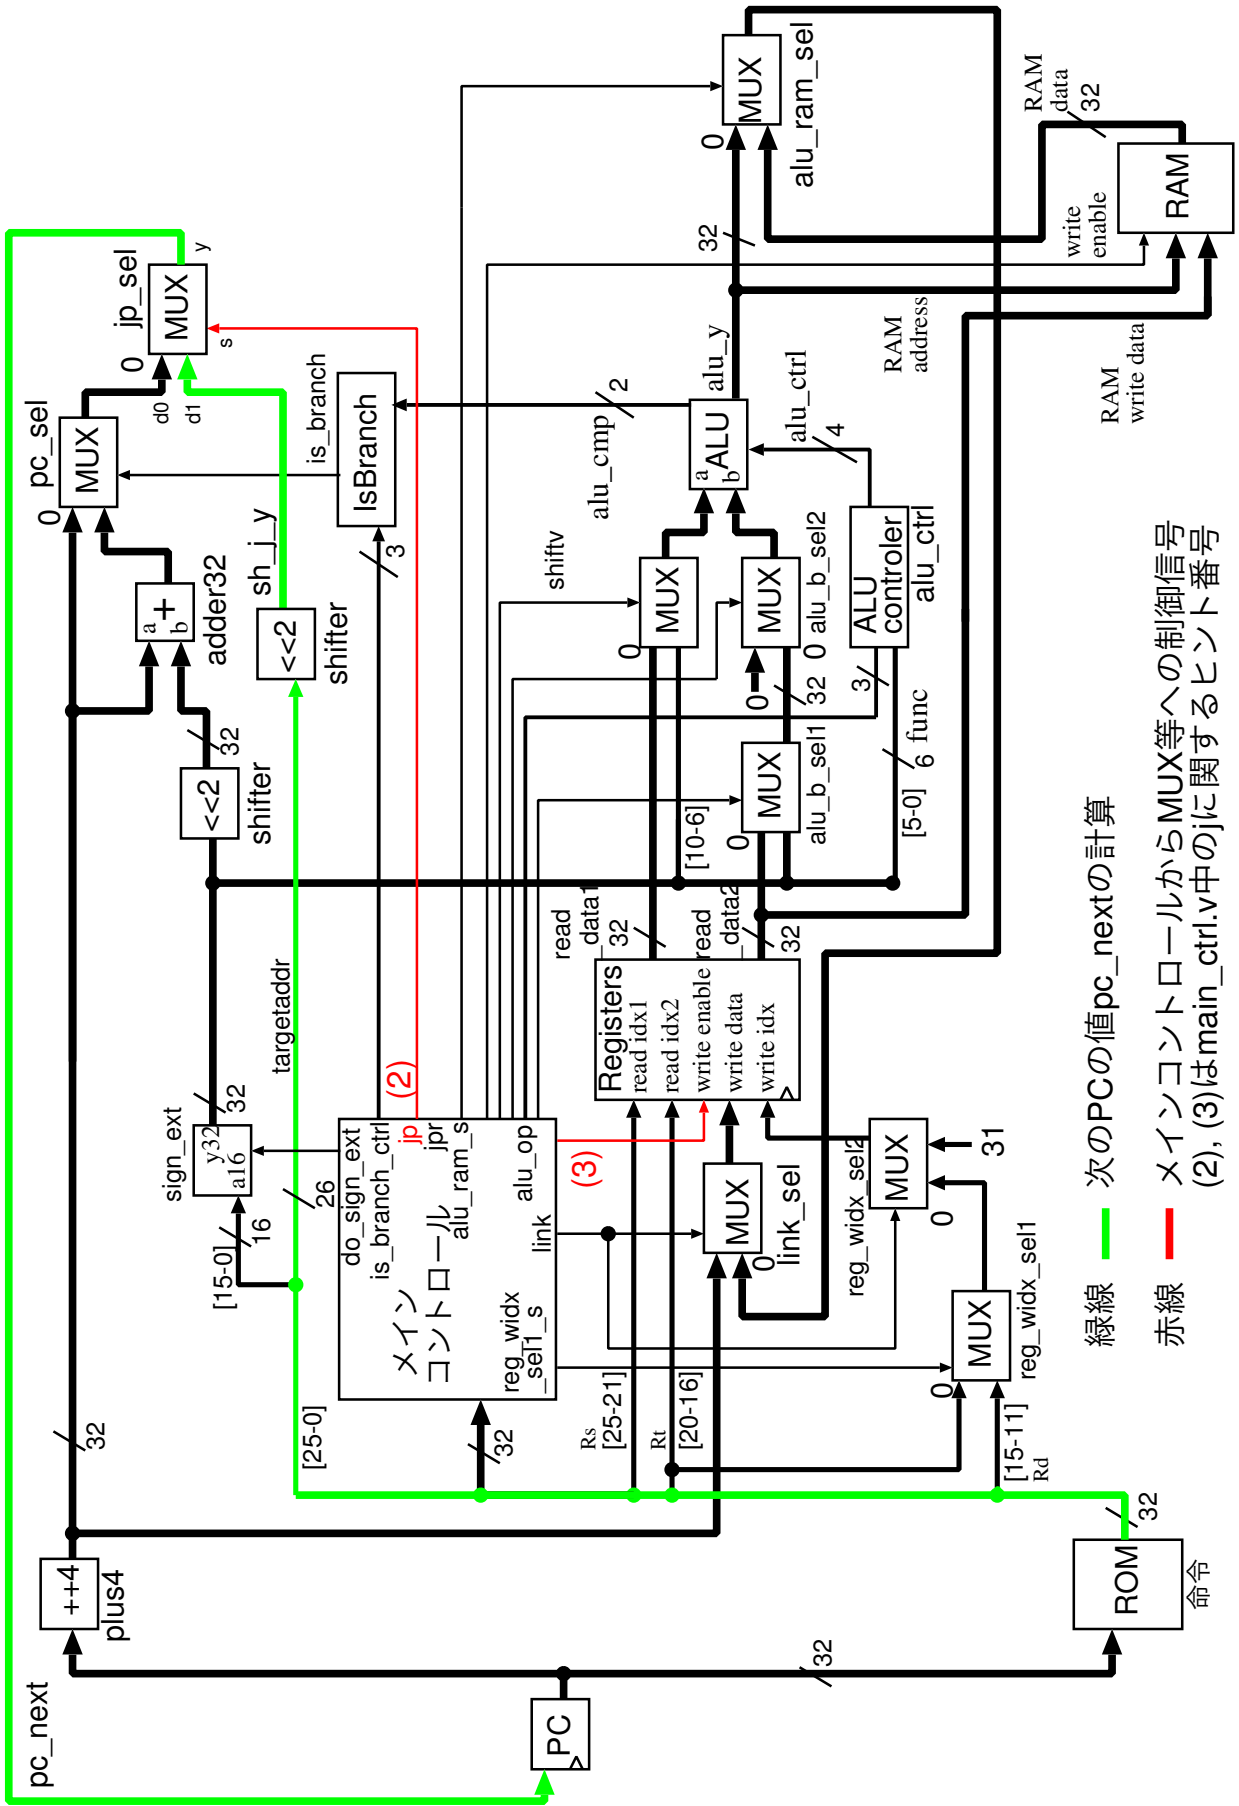 pc_next
PC
32
++4
plus4
32
ROM
命令
32
[25-0]
[15-0]
16
26
sign_ext
a16
y32
32
targetaddr
<<2
shifter
32
<<2
shifter
sh_j_y
a
b
+
adder32
0
MUX
pc_sel
0
d0
d1
MUX
jp_sel
s
y
メイン
コントロール
do_sign_ext
is_branch_ctrl
jp
jpr
alu_ram_s
alu_op
link
reg_widx
_sel1_s
32
(2)
(3)
3
IsBranch
is_branch
Rs
[25-21]
Rt
[20-16]
[15-11]
Rd
0
MUX
reg_widx_sel1
0
MUX
reg_widx_sel2
31
0
MUX
link_sel
Registers
read idx1
read idx2
write enable
write data
write idx
read
_data1
32
read
_data2
32
[10-6]
0
MUX
shiftv
0
MUX
alu_b_sel1
32
0
0
MUX
alu_b_sel2
[5-0]
6
func
3
ALU
controler
alu_ctrl
4
alu_ctrl
a
b
ALU
alu_cmp
2
alu_y
32
0
MUX
alu_ram_sel
RAM
address
RAM
write data
write
enable
RAM
RAM
data
32
緑線 次のPCの値pc_nextの計算
赤線 メインコントロールからMUX等への制御信号
(2), (3)はmain_ctrl.v中のjに関するヒント番号